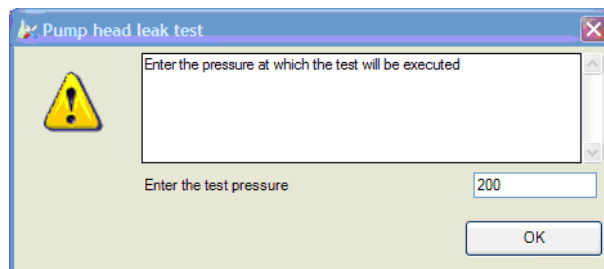 Pump head leak test
Enter the pressure at which the test will be executed
Enter the test pressure
200
OK